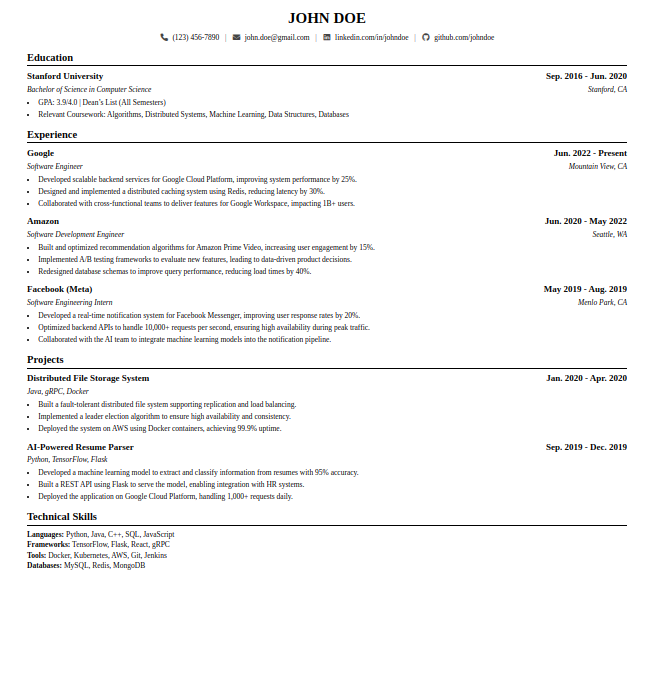 JOHN DOE
(123) 456-7890 | john.doe@gmail.com | linkedin.com/in/johndoe | github.com/johndoe
Education
Stanford University Sep. 2016 - Jun. 2020
Bachelor of Science in Computer Science Stanford, CA
• GPA: 3.9/4.0 | Dean's List (All Semesters)
• Relevant Coursework: Algorithms, Distributed Systems, Machine Learning, Data Structures, Databases
Experience
Google Jun. 2022 - Present
Software Engineer Mountain View, CA
• Developed scalable backend services for Google Cloud Platform, improving system performance by 25%.
• Designed and implemented a distributed caching system using Redis, reducing latency by 30%.
• Collaborated with cross-functional teams to deliver features for Google Workspace, impacting 1B+ users.
Amazon Jun. 2020 - May 2022
Software Development Engineer Seattle, WA
• Built and optimized recommendation algorithms for Amazon Prime Video, increasing user engagement by 15%.
• Implemented A/B testing frameworks to evaluate new features, leading to data-driven product decisions.
• Redesigned database schemas to improve query performance, reducing load times by 40%.
Facebook (Meta) May 2019 - Aug. 2019
Software Engineering Intern Menlo Park, CA
• Developed a real-time notification system for Facebook Messenger, improving user response rates by 20%.
• Optimized backend APIs to handle 10,000+ requests per second, ensuring high availability during peak traffic.
• Collaborated with the AI team to integrate machine learning models into the notification pipeline.
Projects
Distributed File Storage System Jan. 2020 - Apr. 2020
Java, gRPC, Docker
• Built a fault-tolerant distributed file system supporting replication and load balancing.
• Implemented a leader election algorithm to ensure high availability and consistency.
• Deployed the system on AWS using Docker containers, achieving 99.9% uptime.
AI-Powered Resume Parser Sep. 2019 - Dec. 2019
Python, TensorFlow, Flask
• Developed a machine learning model to extract and classify information from resumes with 95% accuracy.
• Built a REST API using Flask to serve the model, enabling integration with HR systems.
• Deployed the application on Google Cloud Platform, handling 1,000+ requests daily.
Technical Skills
Languages: Python, Java, C++, SQL, JavaScript
Frameworks: TensorFlow, Flask, React, gRPC
Tools: Docker, Kubernetes, AWS, Git, Jenkins
Databases: MySQL, Redis, MongoDB